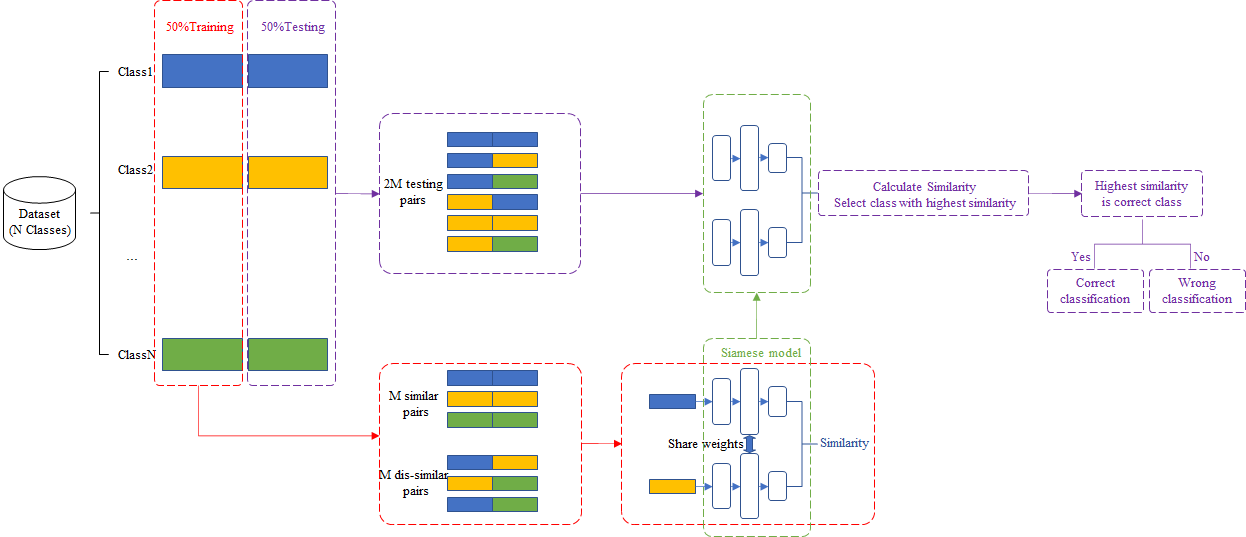 50%Training
50%Testing
Class1
Class2
Dataset
(N Classes)
...
ClassN
2M testing
pairs
Calculate Similarity
Select class with highest similarity
Highest similarity
is correct class
Yes
No
Correct
classification
Wrong
classification
M similar
pairs
M dis-similar
pairs
Siamese model
Share weights
Similarity